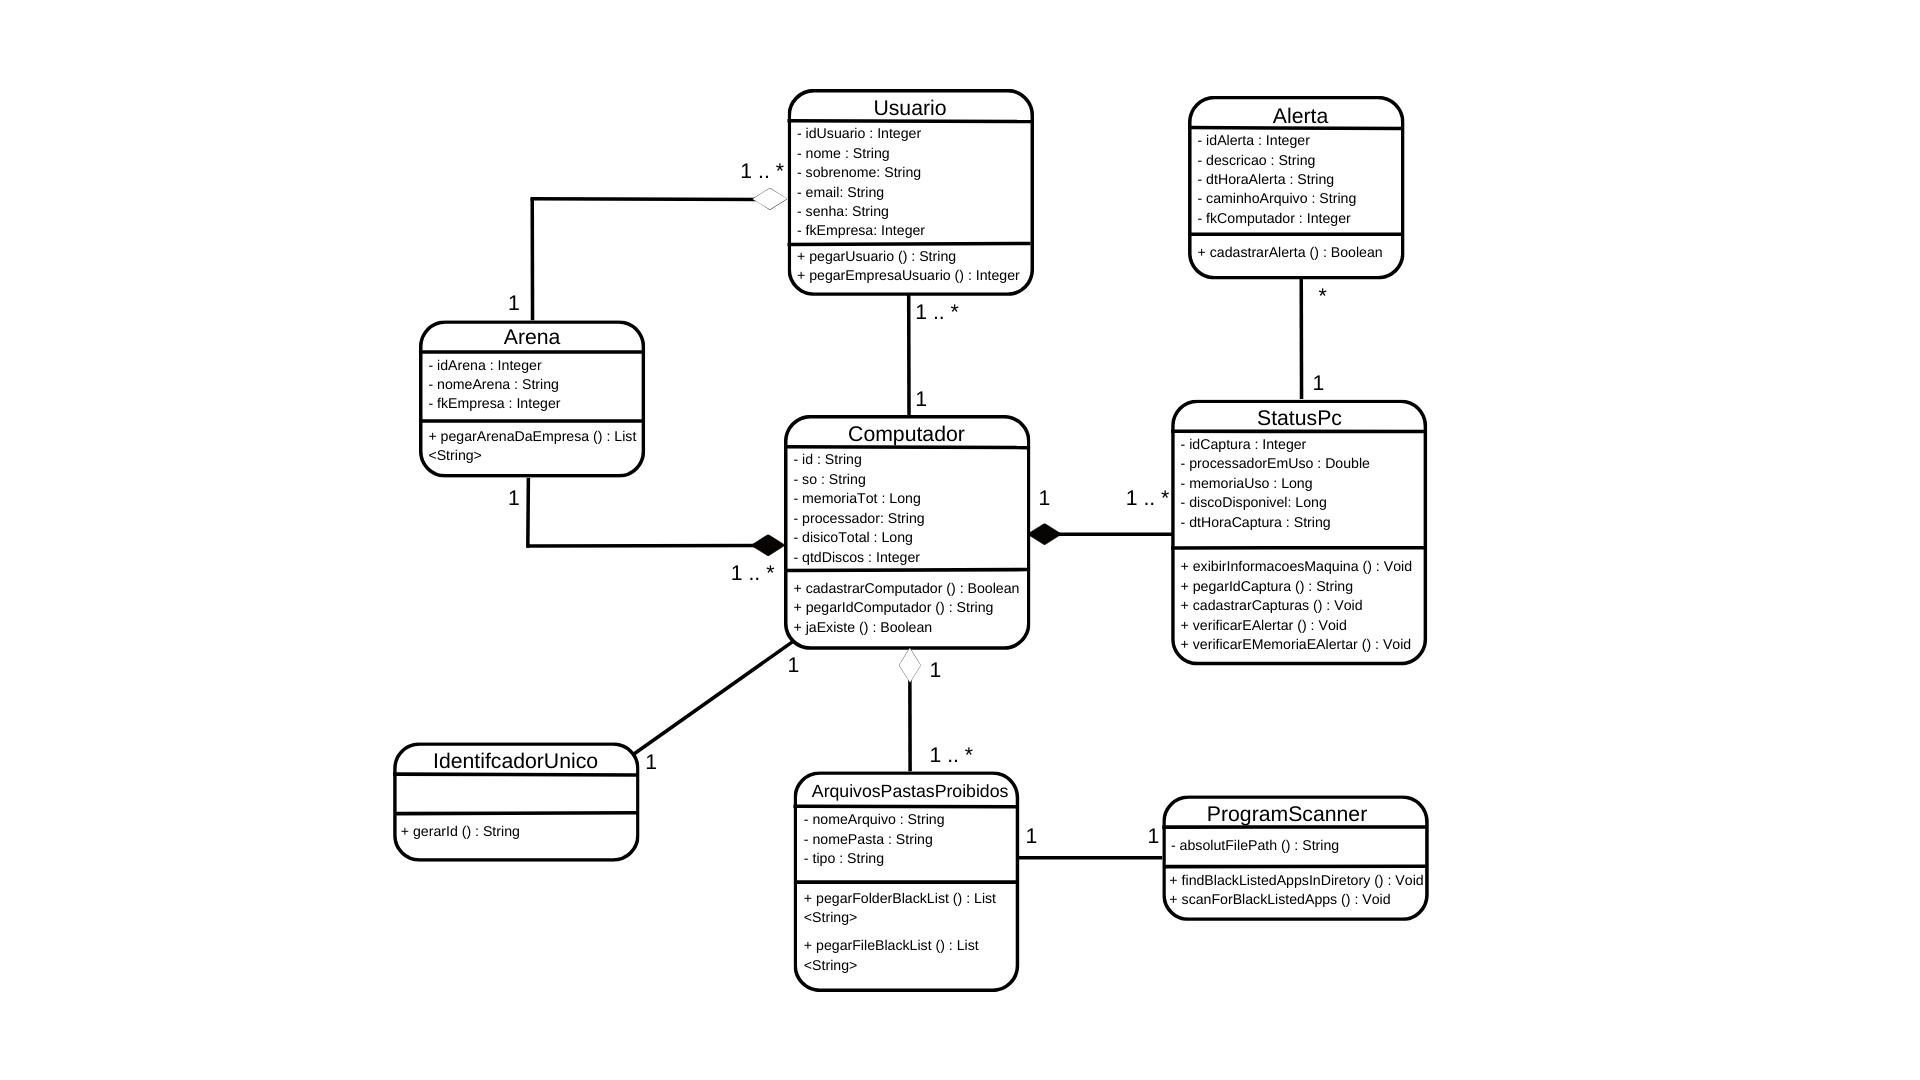 Usuario
- idUsuario : Integer
- nome : String
- sobrenome: String
- email: String
- senha: String
- fkEmpresa: Integer
+ pegarUsuario () : String
+ pegarEmpresaUsuario () : Integer
Alerta
- idAlerta : Integer
- descricao : String
- dtHoraAlerta : String
- caminhoArquivo : String
- fkComputador : Integer
+ cadastrarAlerta () : Boolean
1 .. *
1
1 .. *
1
*
1
Arena
- idArena : Integer
- nomeArena : String
- fkEmpresa : Integer
+ pegarArenaDaEmpresa () : List
<String>
1
1 .. *
Computador
- id : String
- so : String
- memoriaTot : Long
- processador: String
- disicoTotal : Long
- qtdDiscos : Integer
+ cadastrarComputador () : Boolean
+ pegarIdComputador () : String
+ jaExiste () : Boolean
1
1 .. *
StatusPc
- idCaptura : Integer
- processadorEmUso : Double
- memoriaUso : Long
- discoDisponivel: Long
- dtHoraCaptura : String
+ exibirInformacoesMaquina () : Void
+ pegarIdCaptura () : String
+ cadastrarCapturas () : Void
+ verificarEAlertar () : Void
+ verificarEMemoriaEAlertar () : Void
1
1
1
1 .. *
IdentifcadorUnico
+ gerarId () : String
ArquivosPastasProibidos
- nomeArquivo : String
- nomePasta : String
- tipo : String
+ pegarFolderBlackList () : List
<String>
+ pegarFileBlackList () : List
<String>
1
1
ProgramScanner
- absolutFilePath () : String
+ findBlackListedAppsInDiretory () : Void
+ scanForBlackListedApps () : Void